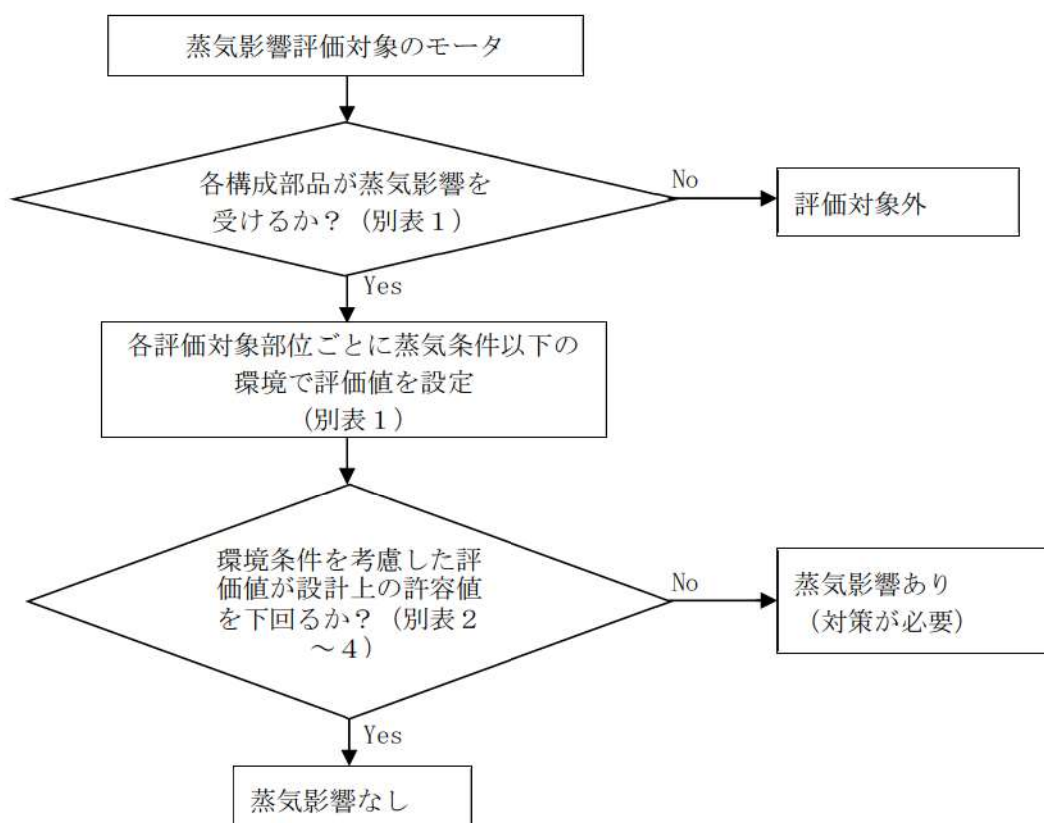 蒸気影響評価対象のモータ
各構成部品が蒸気影響を
受けるか？（別表１）
No
評価対象外
Yes
各評価対象部位ごとに蒸気条件以下の
環境で評価値を設定
（別表１）
環境条件を考慮した評
価値が設計上の許容値
を下回るか？（別表２
～４）
No
蒸気影響あり
（対策が必要）
Yes
蒸気影響なし